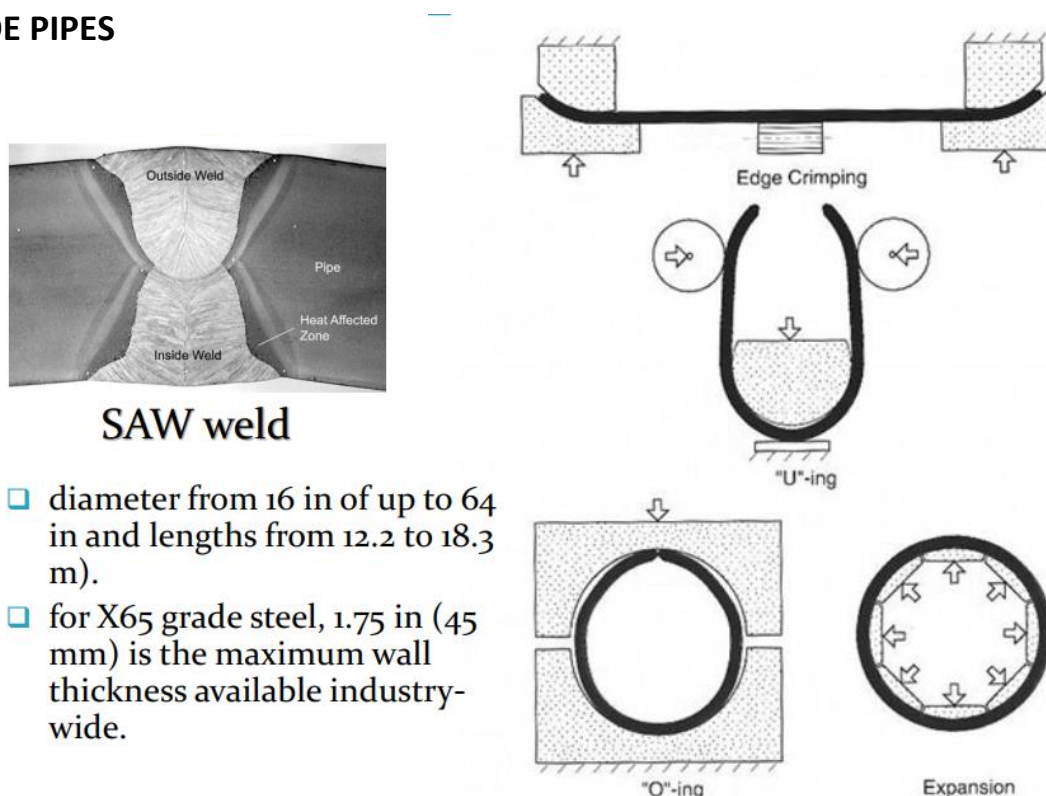 PIPES
Outside Weld
Pipe
Heat Affected
Zone
Inside Weld
SAW weld
diameter from 16 in of up to 64
in and lengths from 12.2 to 18.3
m).
for X65 grade steel, 1.75 in (45
mm) is the maximum wall
thickness available industry-
wide.
Edge Crimping
"U"-ing
"O"-ing
Expansion